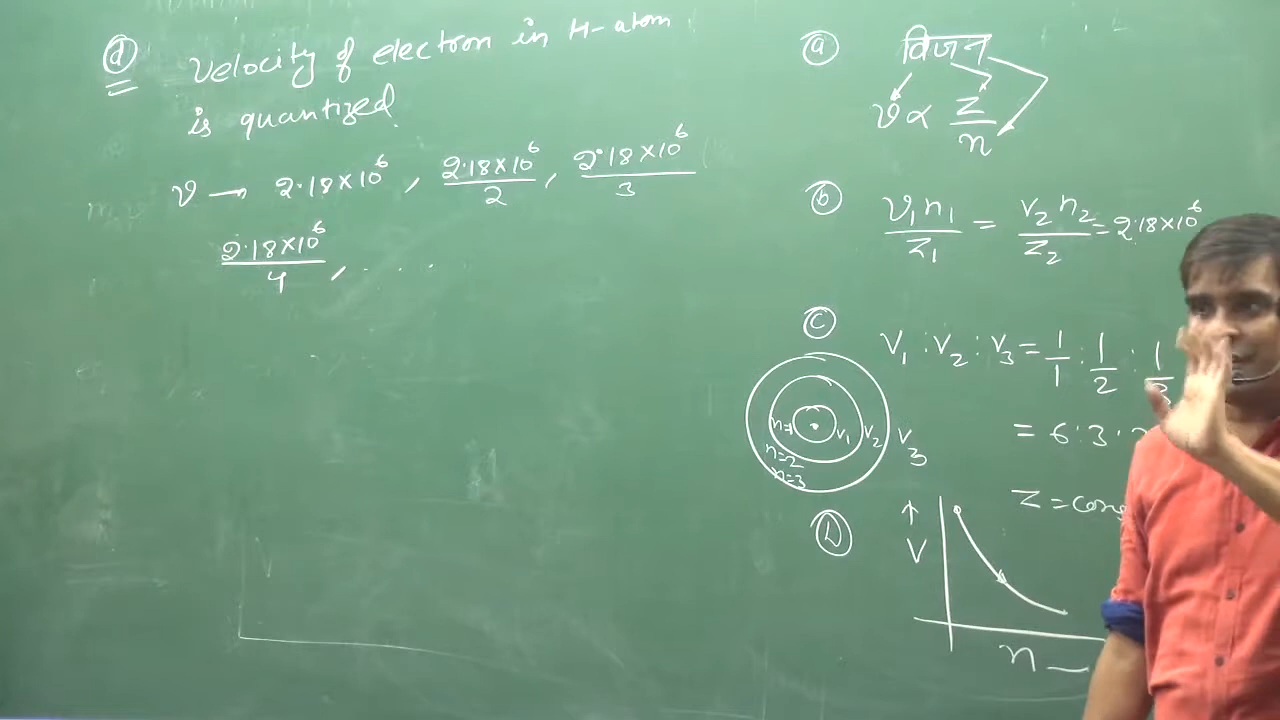 ⓓ Velocity of electron in H-atom
is quantized.
v → 2.18×10⁶, 2.18×10⁶/2, 2.18×10⁶/3
2.18×10⁶/4, .....
ⓐ विजन
v ∝ Z/n
ⓑ v₁n₁/Z₁ = v₂n₂/Z₂ = 2.18×10⁶
ⓒ V₁ : V₂ : V₃ = 1/1 : 1/2 : 1/3
= 6 : 3 :
n=1 V₁ V₂ V₃
n=2
n=3
Z =
ⓓ ↑
V
n —